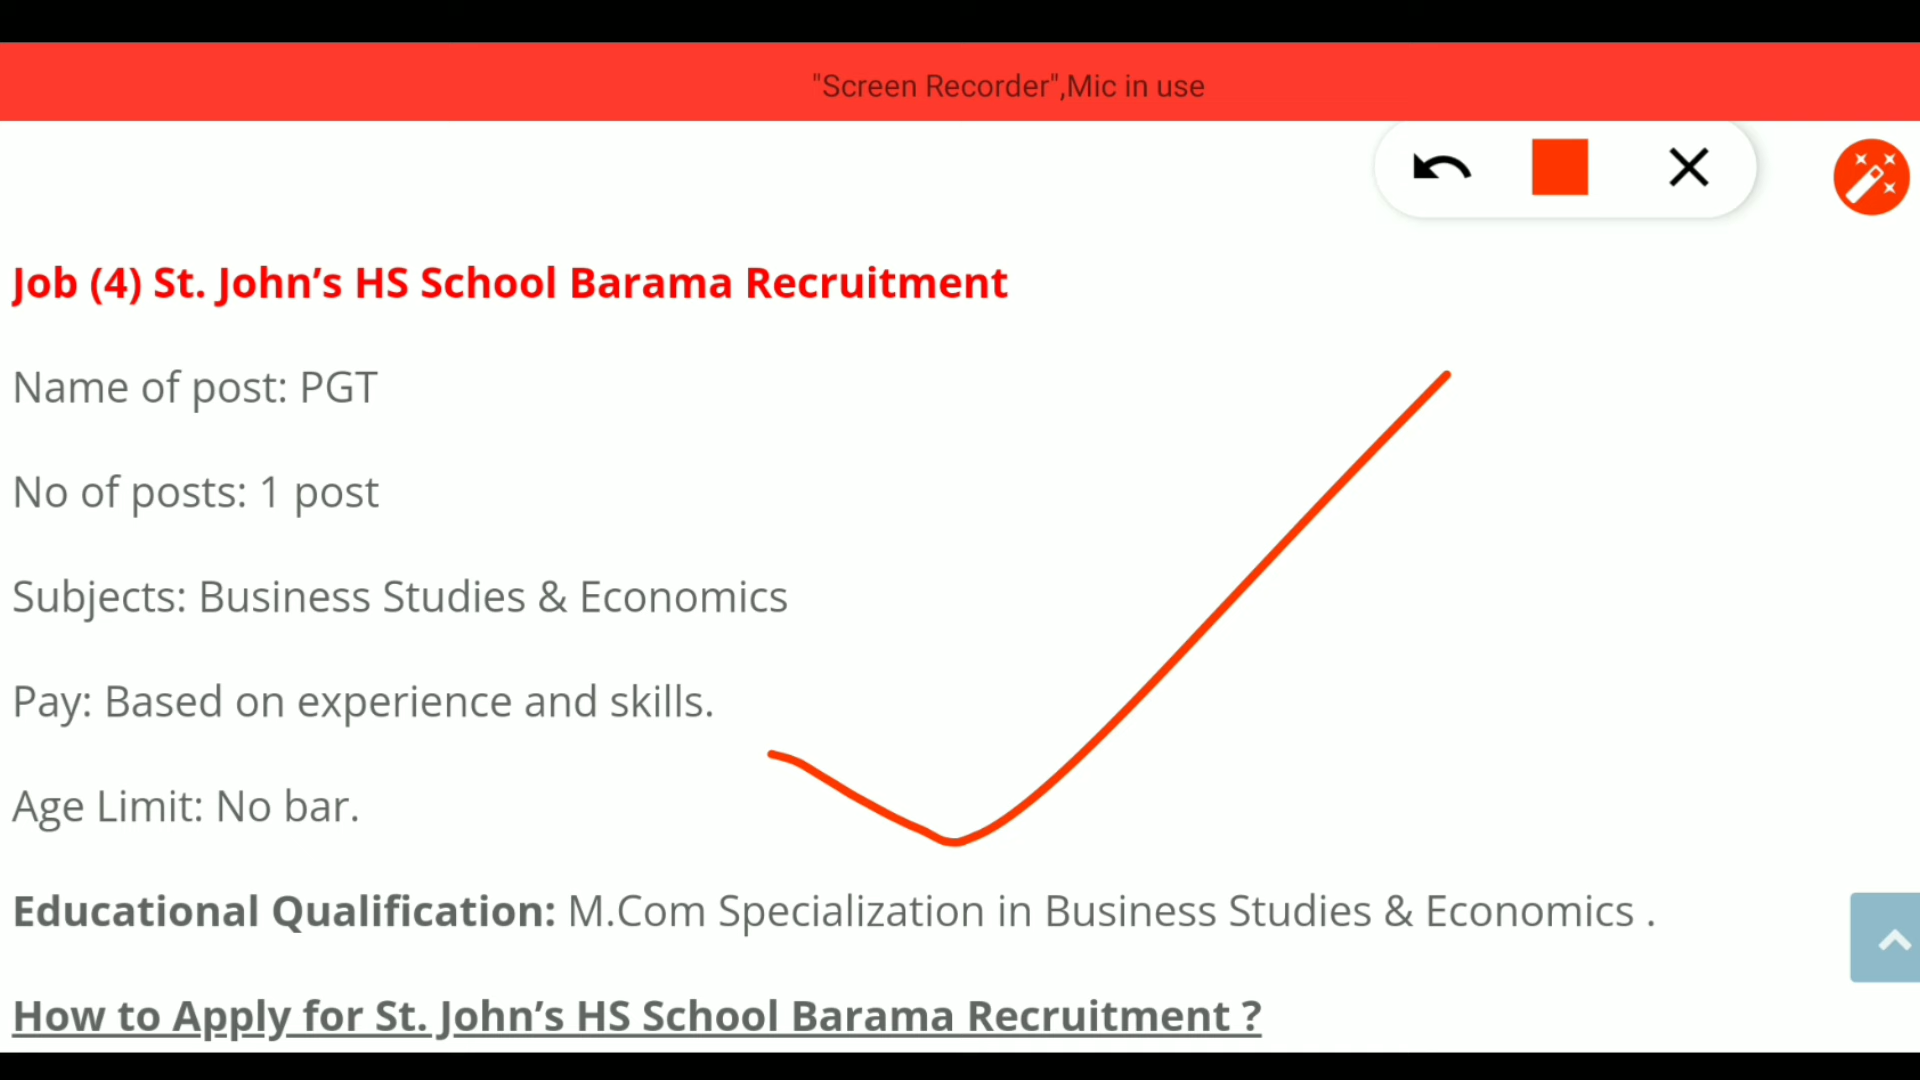 "Screen Recorder",Mic in use
Job (4) St. John’s HS School Barama Recruitment
Name of post: PGT
No of posts: 1 post
Subjects: Business Studies & Economics
Pay: Based on experience and skills.
Age Limit: No bar.
Educational Qualification: M.Com Specialization in Business Studies & Economics .
How to Apply for St. John’s HS School Barama Recruitment ?